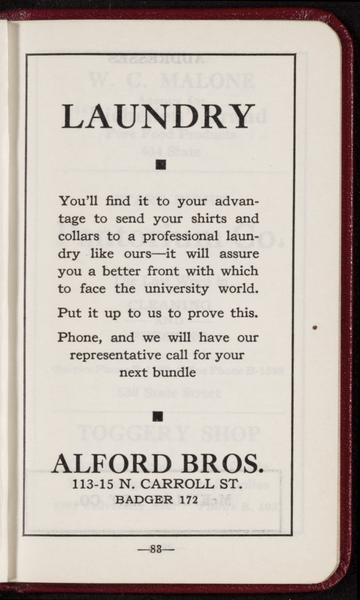 LAUNDRY
You'll find it to your advan-
tage to send your shirts and
collars to a professional laun
dry like ours—it will assure
you a better front with which
to face the university world.
Put it up to us to prove this.
Phone, and we will have our
representative call for your
next bundle
ALFORD BROS.
113-15 N. CARROLL ST.
BADGER 172
—83—